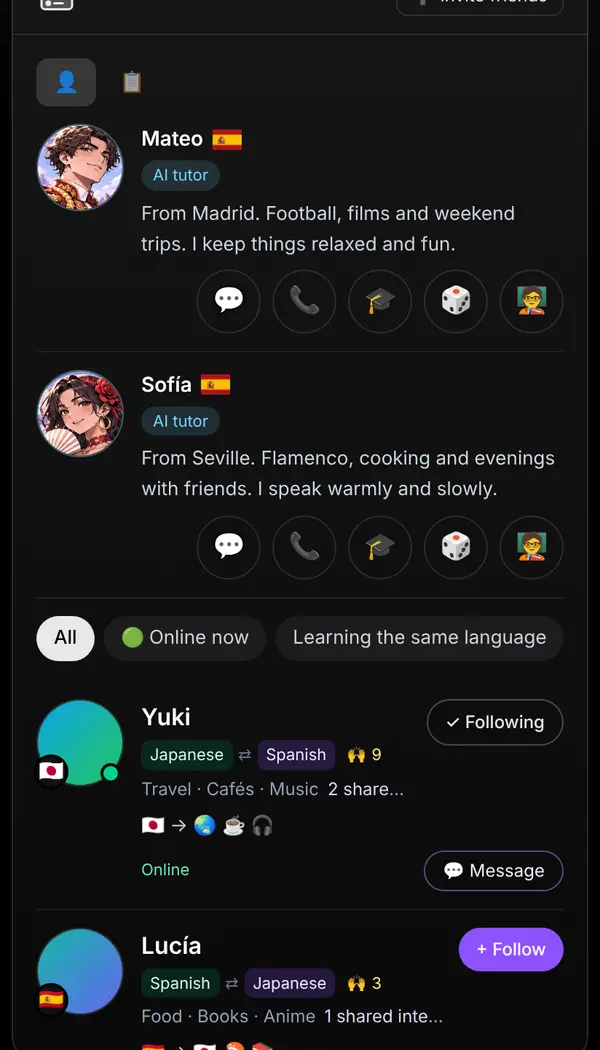 Invite friends
Mateo
AI tutor
From Madrid. Football, films and weekend
trips. I keep things relaxed and fun.
Sofía
AI tutor
From Seville. Flamenco, cooking and evenings
with friends. I speak warmly and slowly.
All
Online now
Learning the same language
Yuki
✓ Following
Japanese ⇄ Spanish 🙌 9
Travel · Cafés · Music 2 share...
🇯🇵 → 🌏 ☕ 🎧
Online
💬 Message
Lucía
+ Follow
Spanish ⇄ Japanese 🙌 3
Food · Books · Anime 1 shared inte...